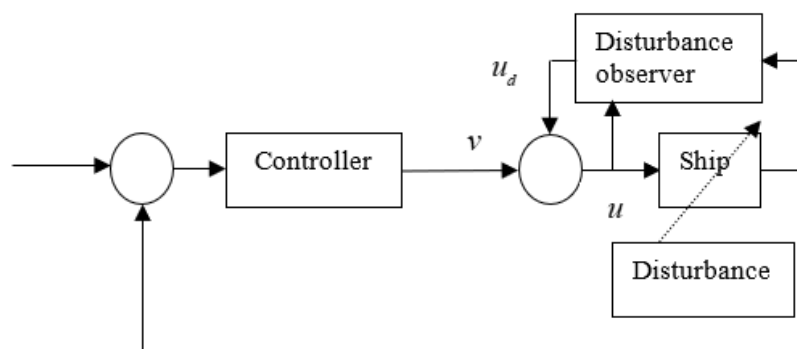 Disturbance
observer
u_d
Controller
v
Ship
u
Disturbance